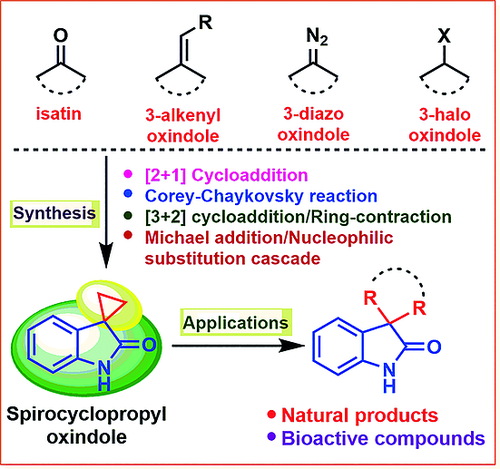 O
R
N₂
X
isatin
3-alkenyl
oxindole
3-diazo
oxindole
3-halo
oxindole
Synthesis
• [2+1] Cycloaddition
• Corey-Chaykovsky reaction
• [3+2] cycloaddition/Ring-contraction
• Michael addition/Nucleophilic
substitution cascade
O
N
H
Spirocyclopropyl
oxindole
Applications
R
R
O
N
H
• Natural products
• Bioactive compounds